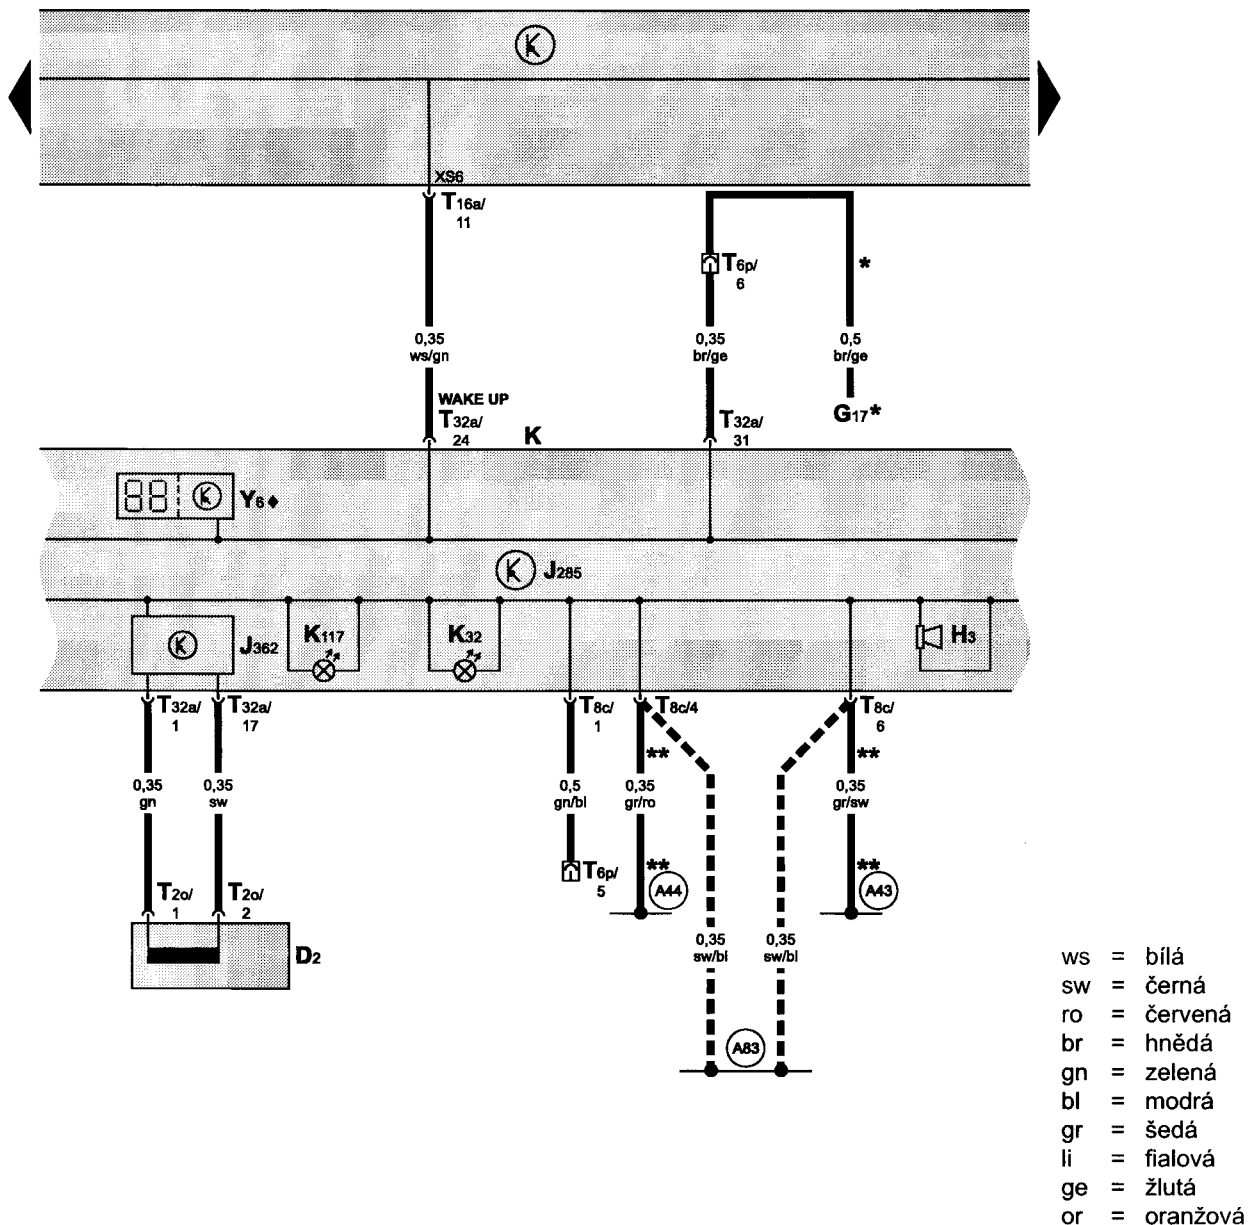 XS6
T16a/
11
*
T6p/
6
0,35
ws/gn
0,35
br/ge
0,5
br/ge
WAKE UP
T32a/
24
K
T32a/
31
G17*
Y6♦
J285
J362
K117
K32
H3
T32a/
1
T32a/
17
T8c/
1
T8c/4
T8c/
6
**
**
0,35
gn
0,35
sw
0,5
gn/bl
0,35
gr/ro
0,35
gr/sw
T6p/
5
**
A44
**
A43
T2o/
1
T2o/
2
D2
0,35
sw/bl
0,35
sw/bl
A83
ws = bílá
sw = černá
ro = červená
br = hnědá
gn = zelená
bl = modrá
gr = šedá
li = fialová
ge = žlutá
or = oranžová